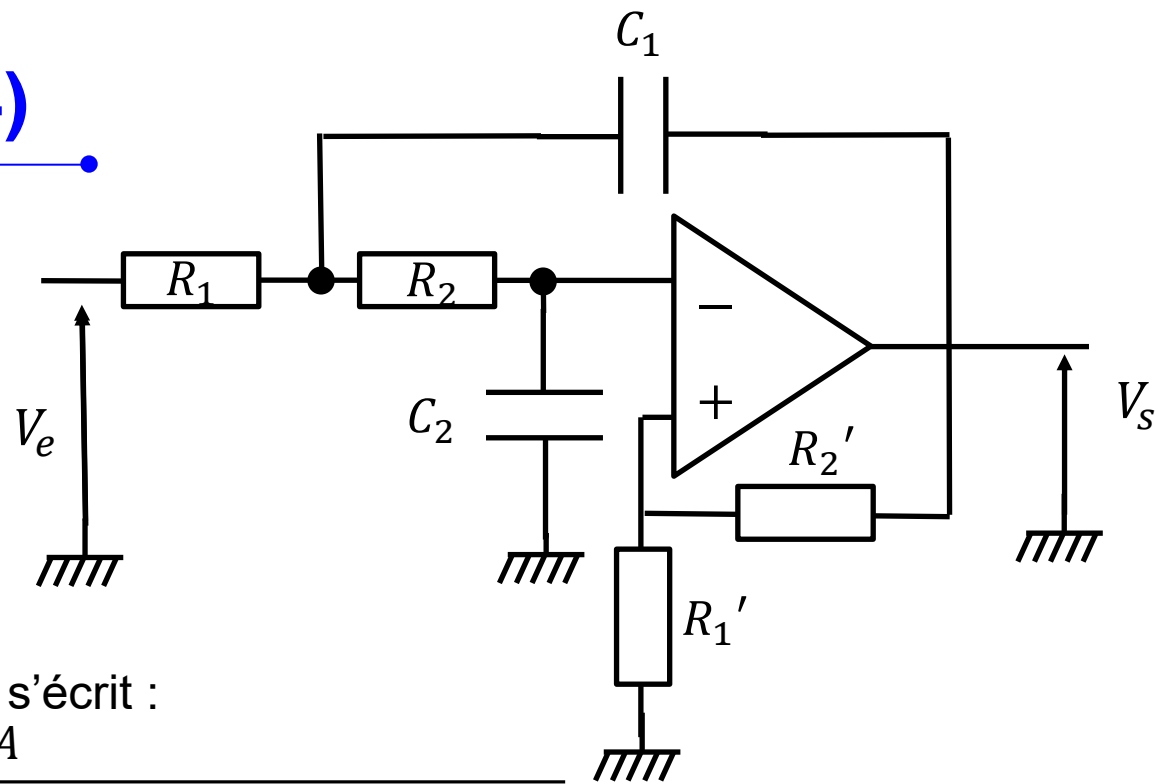 C₁
)
R₁
R₂
−
Vₑ
C₂
+
R₂′
Vₛ
R₁′
s’écrit :
A